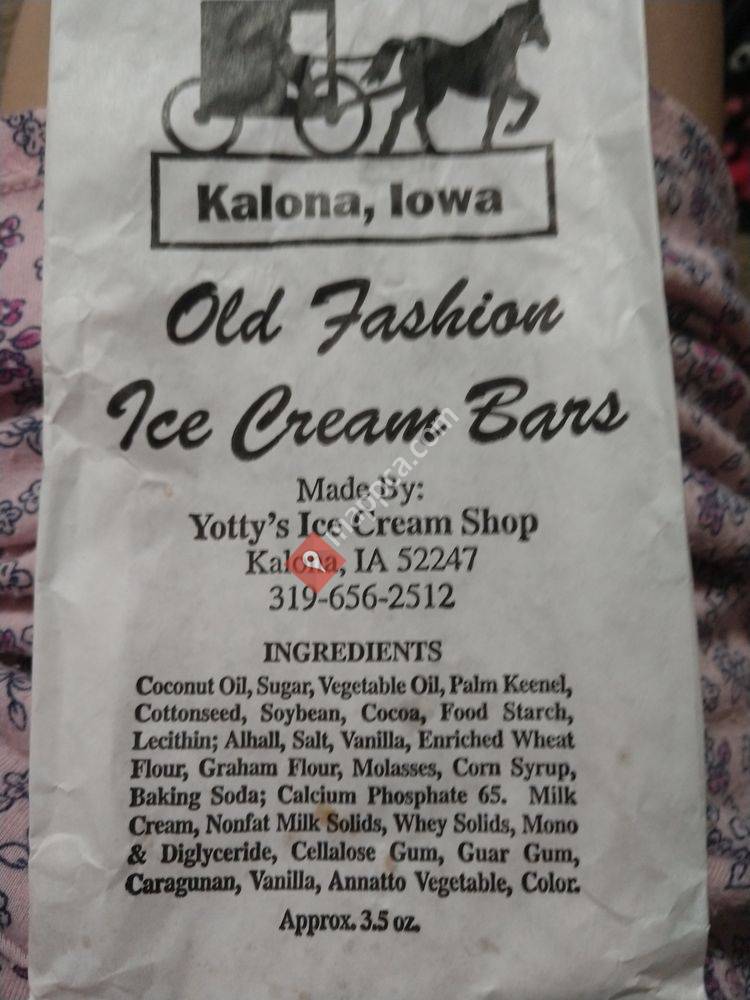 Kalona, Iowa
Old Fashion
Ice Cream Bars
Made By:
Yotty's Ice Cream Shop
Kalona, IA 52247
319-656-2512
INGREDIENTS
Coconut Oil, Sugar, Vegetable Oil, Palm Keenel,
Cottonseed, Soybean, Cocoa, Food Starch,
Lecithin; Alhall, Salt, Vanilla, Enriched Wheat
Flour, Graham Flour, Molasses, Corn Syrup,
Baking Soda; Calcium Phosphate 65. Milk
Cream, Nonfat Milk Solids, Whey Solids, Mono
& Diglyceride, Cellalose Gum, Guar Gum,
Caragunan, Vanilla, Annatto Vegetable, Color.
Approx. 3.5 oz.
mappca.com